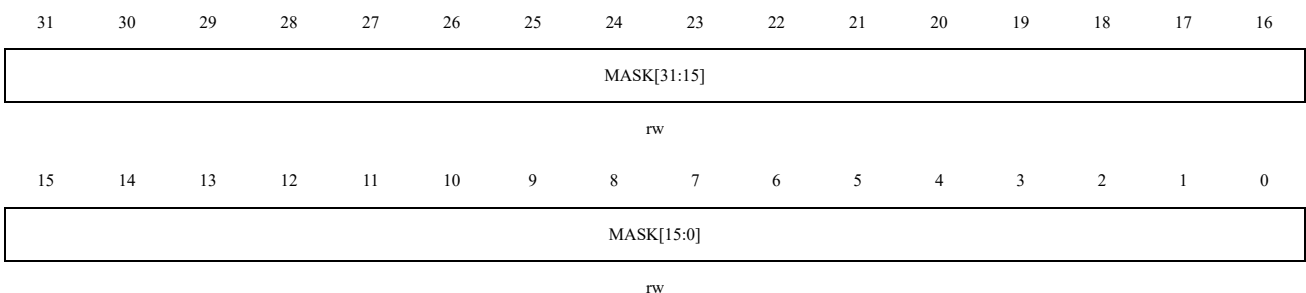 31 30 29 28 27 26 25 24 23 22 21 20 19 18 17 16
MASK[31:15]
rw
15 14 13 12 11 10 9 8 7 6 5 4 3 2 1 0
MASK[15:0]
rw